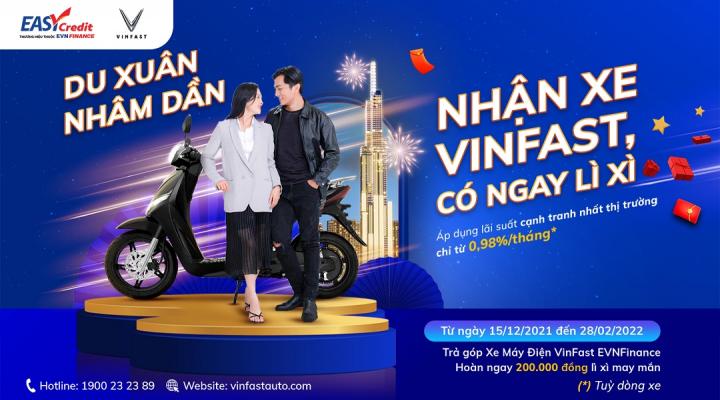 EASY Credit
THƯƠNG HIỆU THUỘC EVN FINANCE
VINFAST
DU XUÂN
NHÂM DẦN
NHẬN XE
VINFAST,
CÓ NGAY LÌ XÌ
Áp dụng lãi suất cạnh tranh nhất thị trường
chỉ từ 0,98%/tháng*
Từ ngày 15/12/2021 đến 28/02/2022
Trả góp Xe Máy Điện VinFast EVNFinance
Hoàn ngay 200.000 đồng lì xì may mắn
(*) Tuỳ dòng xe
Hotline: 1900 23 23 89
Website: vinfastauto.com